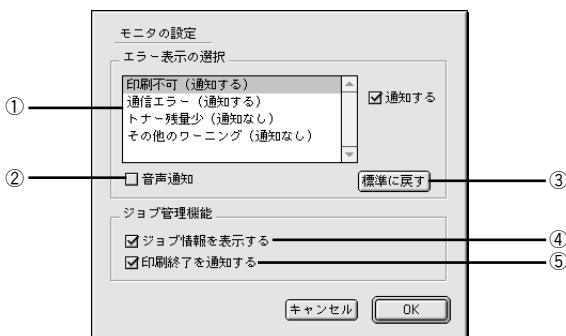 モニタの設定
エラー表示の選択
① 印刷不可（通知する）
通信エラー（通知する）
トナー残量少（通知なし）
その他のワーニング（通知なし）
通知する
② 音声通知
標準に戻す ③
ジョブ管理機能
ジョブ情報を表示する ④
印刷終了を通知する ⑤
キャンセル OK